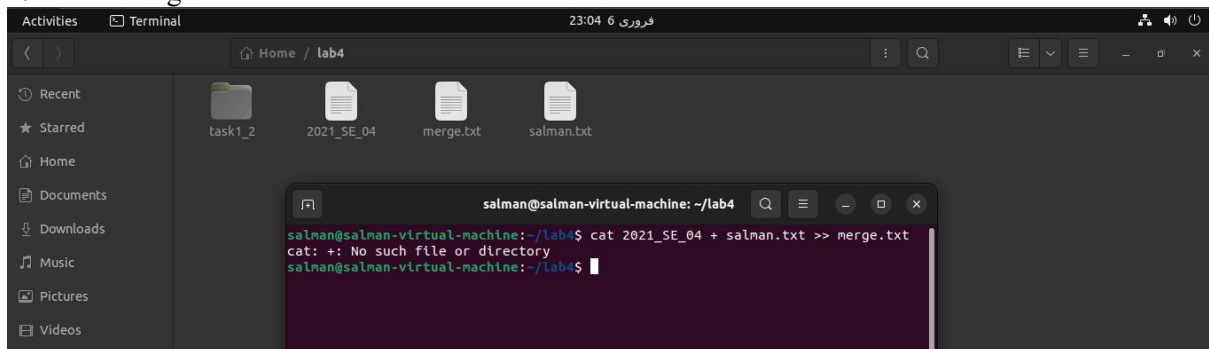 Activities Terminal 23:04 6 فروری
Home / lab4
Recent
Starred
Home
Documents
Downloads
Music
Pictures
Videos
task1_2 2021_SE_04 merge.txt salman.txt
salman@salman-virtual-machine: ~/lab4
salman@salman-virtual-machine:~/lab4$ cat 2021_SE_04 + salman.txt >> merge.txt
cat: +: No such file or directory
salman@salman-virtual-machine:~/lab4$